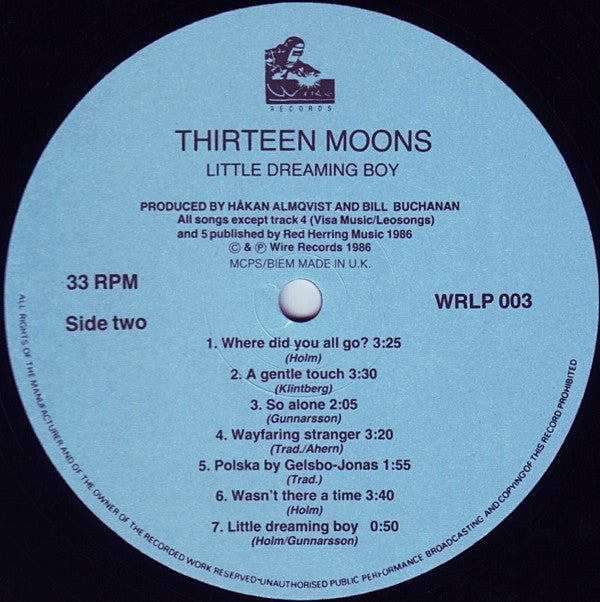 WIRE
RECORDS
THIRTEEN MOONS
LITTLE DREAMING BOY
PRODUCED BY HÅKAN ALMQVIST AND BILL BUCHANAN
All songs except track 4 (Visa Music/Leosongs)
and 5 published by Red Herring Music 1986
© & ℗ Wire Records 1986
MCPS/BIEM MADE IN U.K.
33 RPM
Side two
WRLP 003
1. Where did you all go? 3:25
(Holm)
2. A gentle touch 3:30
(Klintberg)
3. So alone 2:05
(Gunnarsson)
4. Wayfaring stranger 3:20
(Trad./Ahern)
5. Polska by Gelsbo-Jonas 1:55
(Trad.)
6. Wasn't there a time 3:40
(Holm)
7. Little dreaming boy 0:50
(Holm/Gunnarsson)
ALL RIGHTS OF THE MANUFACTURER AND OF THE OWNER OF THE RECORDED WORK RESERVED•UNAUTHORISED PUBLIC PERFORMANCE BROADCASTING AND COPYING OF THIS RECORD PROHIBITED